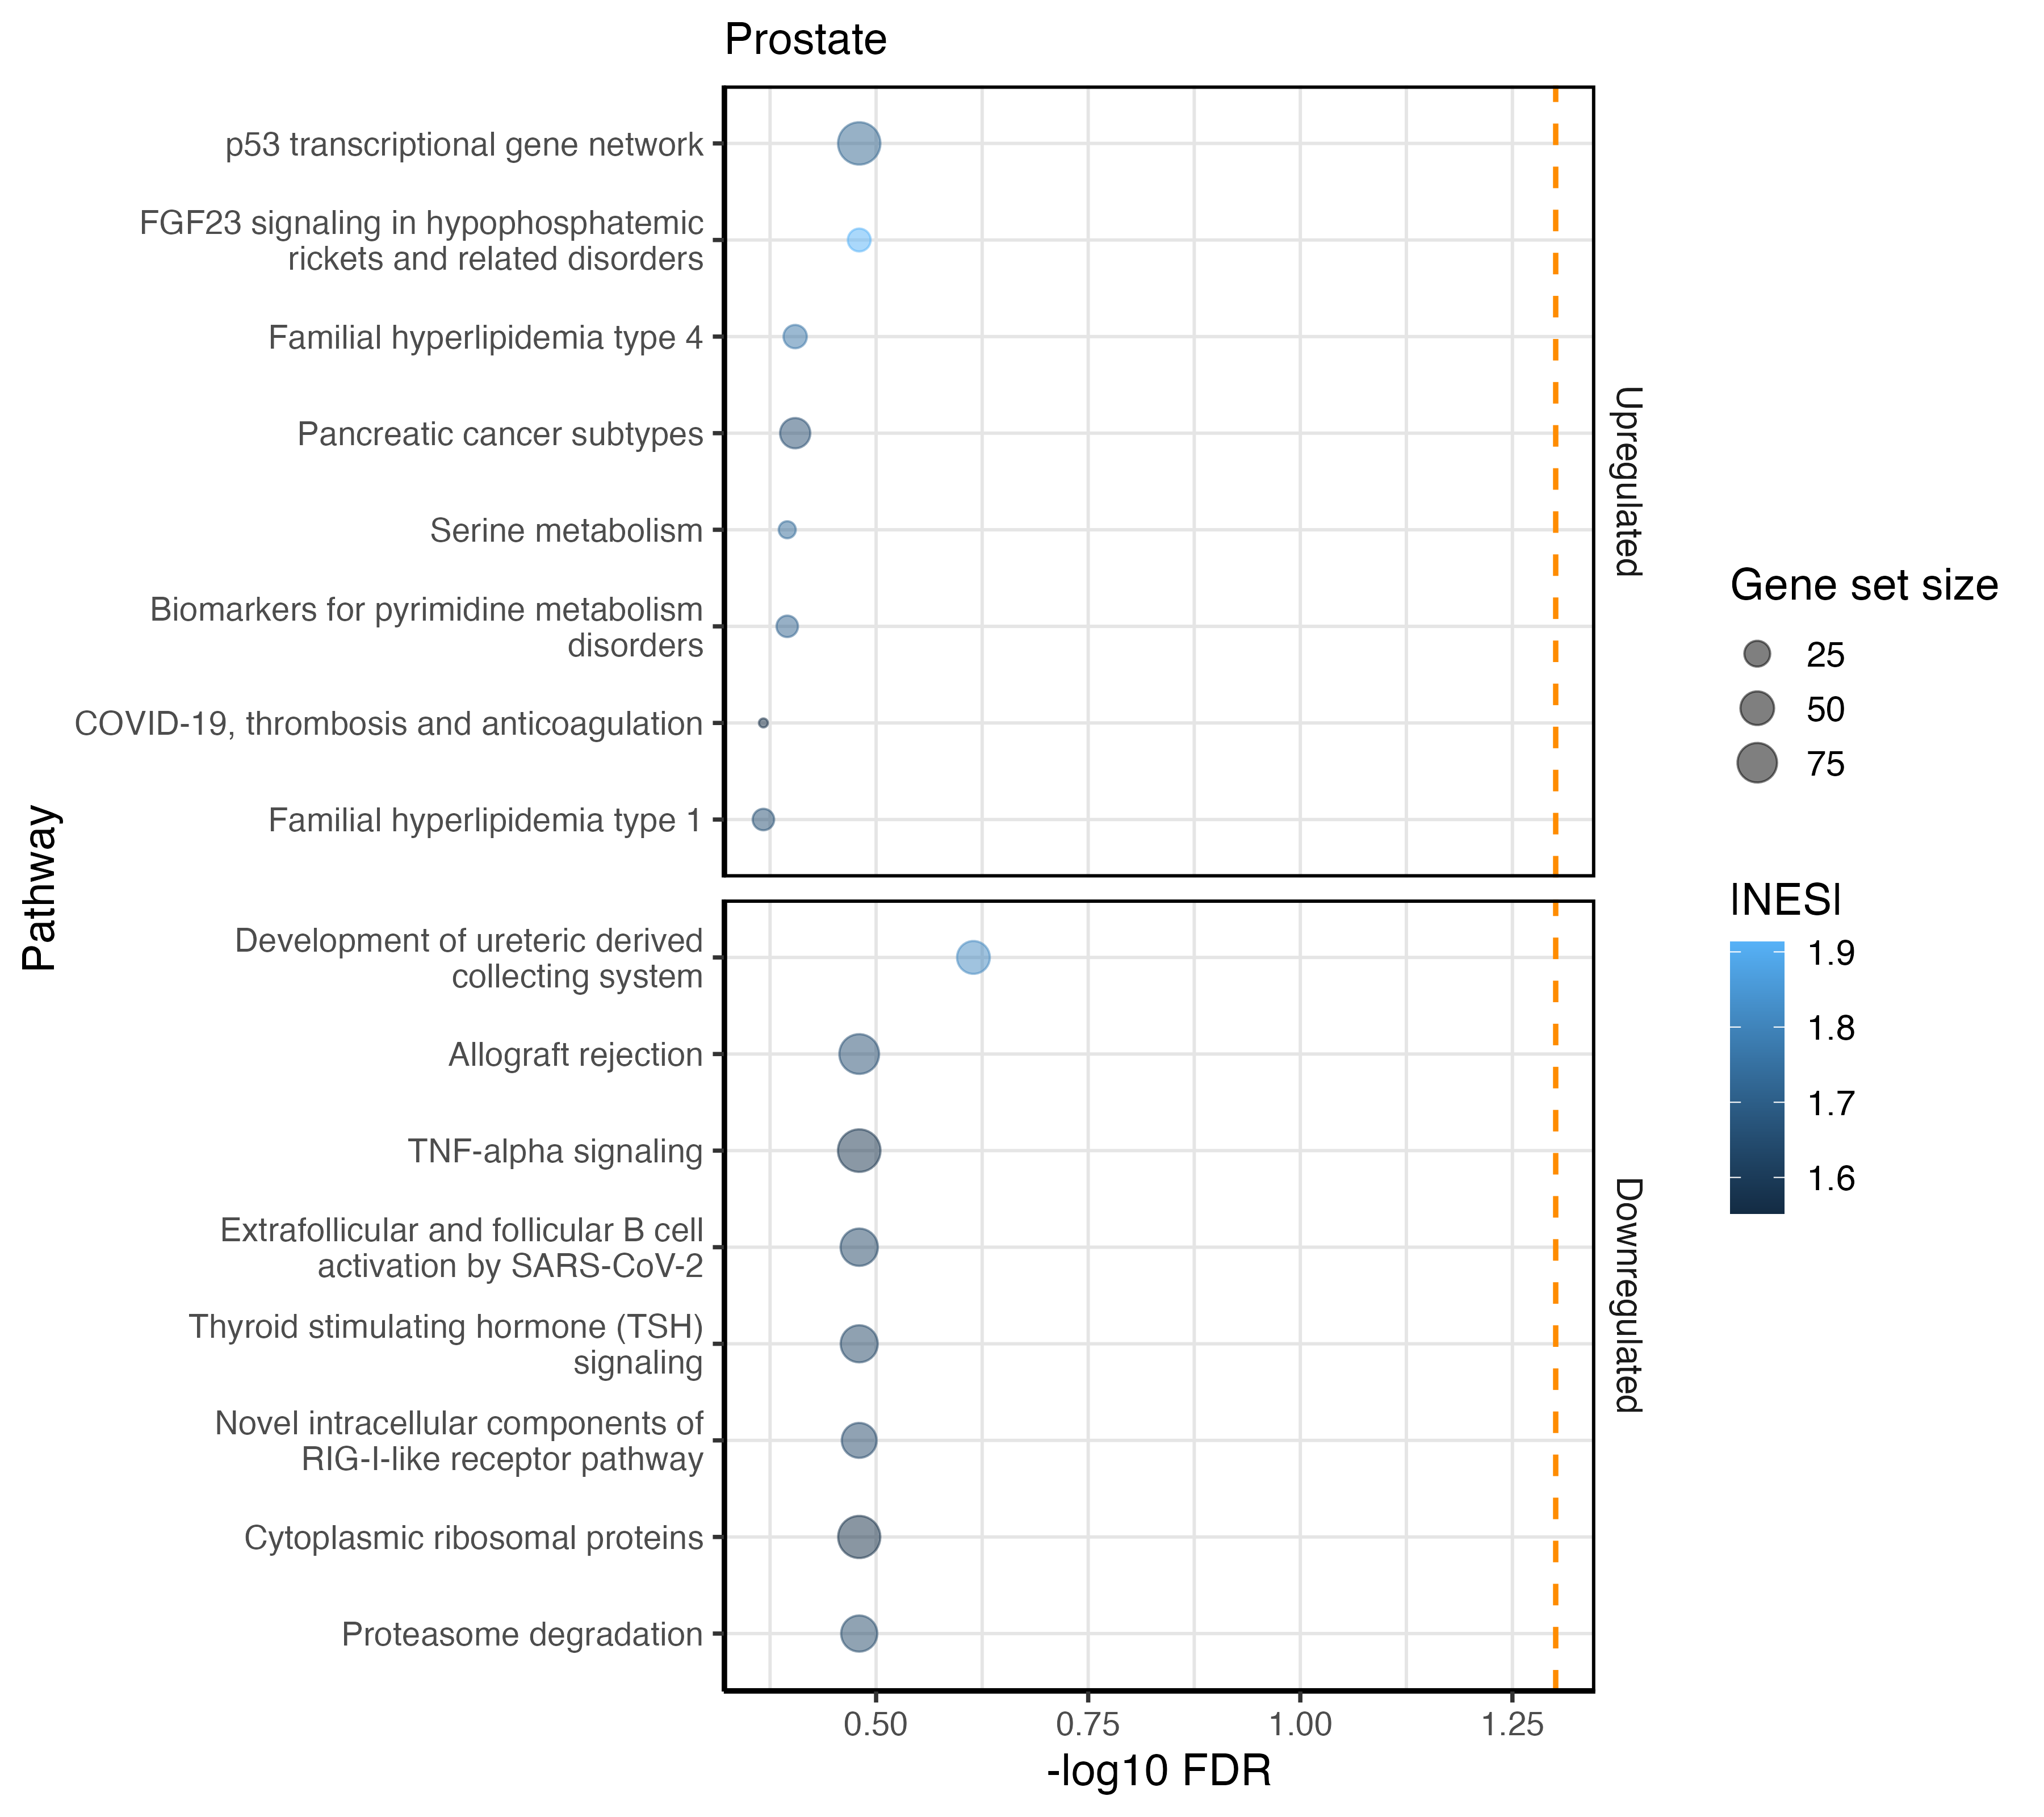 Prostate
p53 transcriptional gene network
FGF23 signaling in hypophosphatemic
rickets and related disorders
Familial hyperlipidemia type 4
Pancreatic cancer subtypes
Serine metabolism
Biomarkers for pyrimidine metabolism
disorders
COVID-19, thrombosis and anticoagulation
Familial hyperlipidemia type 1
Upregulated
Development of ureteric derived
collecting system
Allograft rejection
TNF-alpha signaling
Extrafollicular and follicular B cell
activation by SARS-CoV-2
Thyroid stimulating hormone (TSH)
signaling
Novel intracellular components of
RIG-I-like receptor pathway
Cytoplasmic ribosomal proteins
Proteasome degradation
Downregulated
Pathway
0.50 0.75 1.00 1.25
-log10 FDR
Gene set size
25
50
75
|NES|
1.9
1.8
1.7
1.6